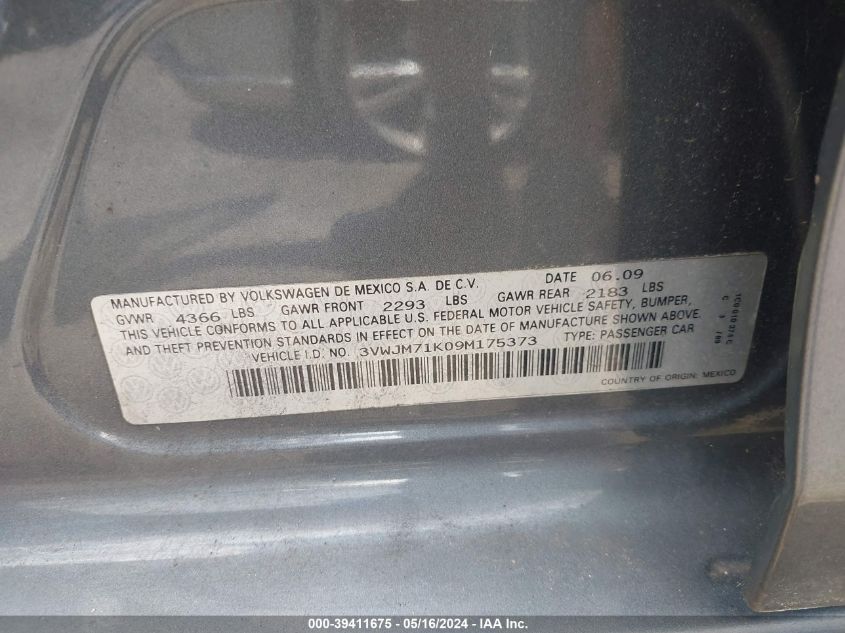 MANUFACTURED BY VOLKSWAGEN DE MEXICO S.A. DE C.V. DATE 06.09
GVWR 4366 LBS GAWR FRONT 2293 LBS GAWR REAR 2183 LBS
THIS VEHICLE CONFORMS TO ALL APPLICABLE U.S. FEDERAL MOTOR VEHICLE SAFETY, BUMPER,
AND THEFT PREVENTION STANDARDS IN EFFECT ON THE DATE OF MANUFACTURE SHOWN ABOVE.
VEHICLE I.D. NO. 3VWJM71K09M175373 TYPE: PASSENGER CAR
COUNTRY OF ORIGIN: MEXICO
000-39411675 - 05/16/2024 - IAA Inc.